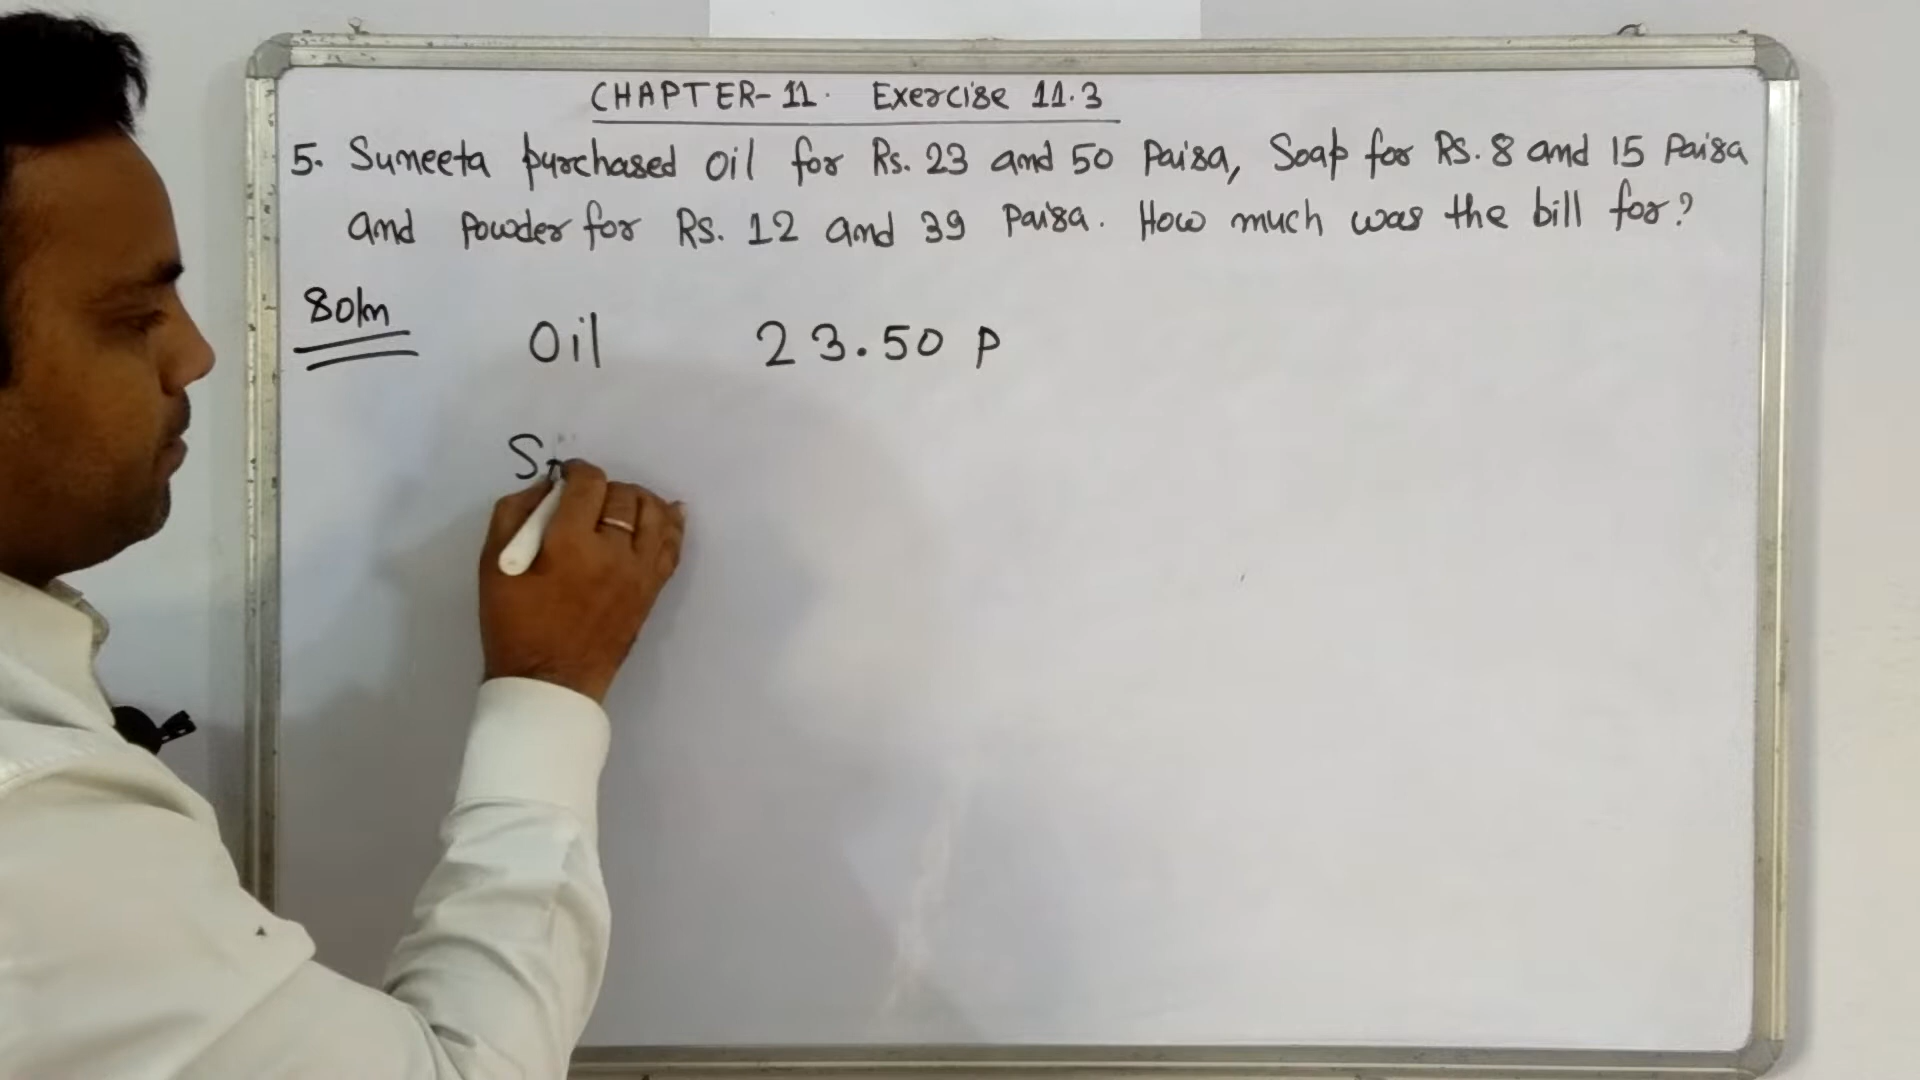 CHAPTER-11. Exercise 11.3
5. Suneeta purchased oil for Rs. 23 and 50 Paisa, Soap for RS. 8 and 15 Paisa
and Powder for Rs. 12 and 39 Paisa. How much was the bill for?
Soln
Oil 23.50 P
S